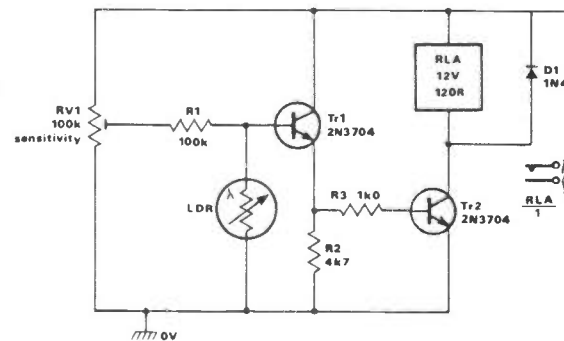 RV1
100k
sensitivity
R1
100k
λ
LDR
Tr1
2N3704
R3 1k0
R2
4k7
RLA
12V
120R
D1
1N4
Tr2
2N3704
RLA
1
0V